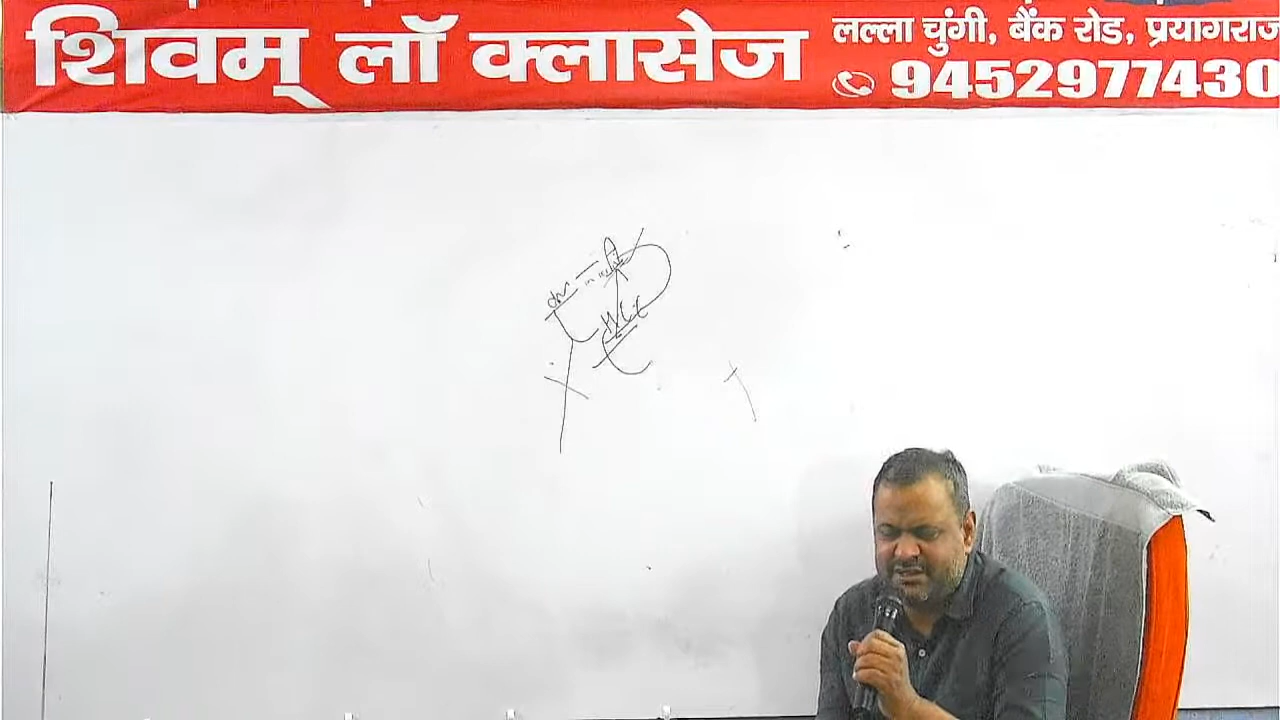 शिवम् लॉ क्लासेज
लल्ला चुंगी, बैंक रोड, प्रयागराज
9452977430